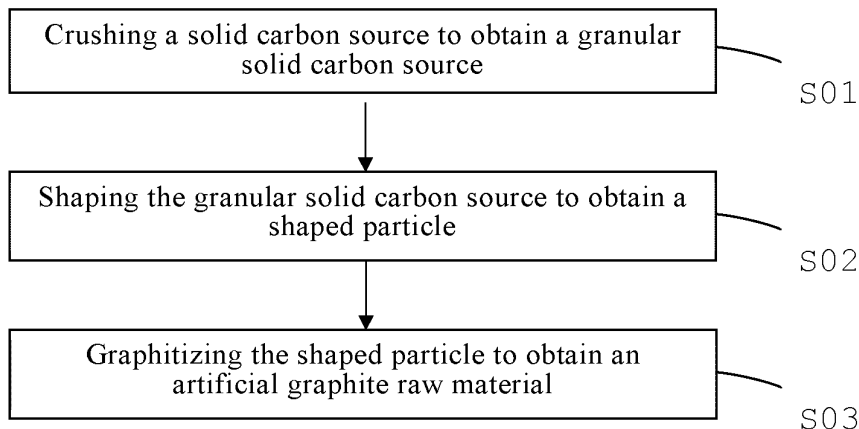 Crushing a solid carbon source to obtain a granular
solid carbon source
S01
Shaping the granular solid carbon source to obtain a
shaped particle
S02
Graphitizing the shaped particle to obtain an
artificial graphite raw material
S03